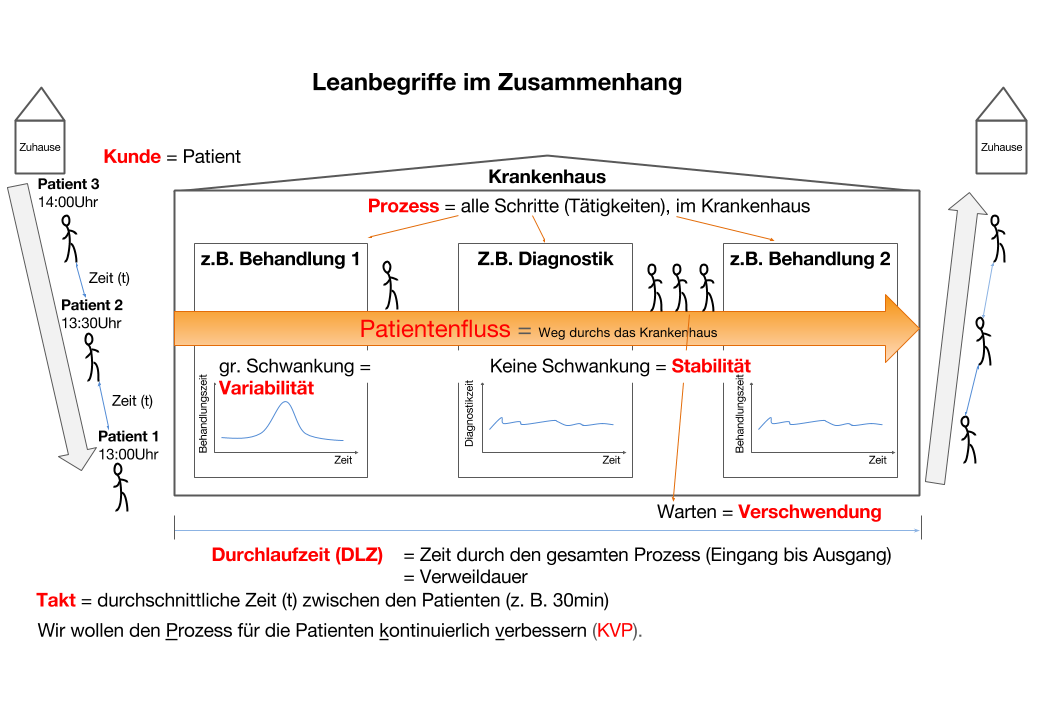 Leanbegriffe im Zusammenhang
Zuhause
Zuhause
Kunde = Patient
Krankenhaus
Patient 3
14:00Uhr
Prozess = alle Schritte (Tätigkeiten), im Krankenhaus
z.B. Behandlung 1
Z.B. Diagnostik
z.B. Behandlung 2
Zeit (t)
Patient 2
13:30Uhr
Patientenfluss = Weg durchs das Krankenhaus
gr. Schwankung =
Variabilität
Keine Schwankung = Stabilität
Zeit (t)
Behandlungszeit
Zeit
Diagnostikzeit
Zeit
Behandlungszeit
Zeit
Patient 1
13:00Uhr
Warten = Verschwendung
Durchlaufzeit (DLZ) = Zeit durch den gesamten Prozess (Eingang bis Ausgang)
= Verweildauer
Takt = durchschnittliche Zeit (t) zwischen den Patienten (z. B. 30min)
Wir wollen den Prozess für die Patienten kontinuierlich verbessern (KVP).